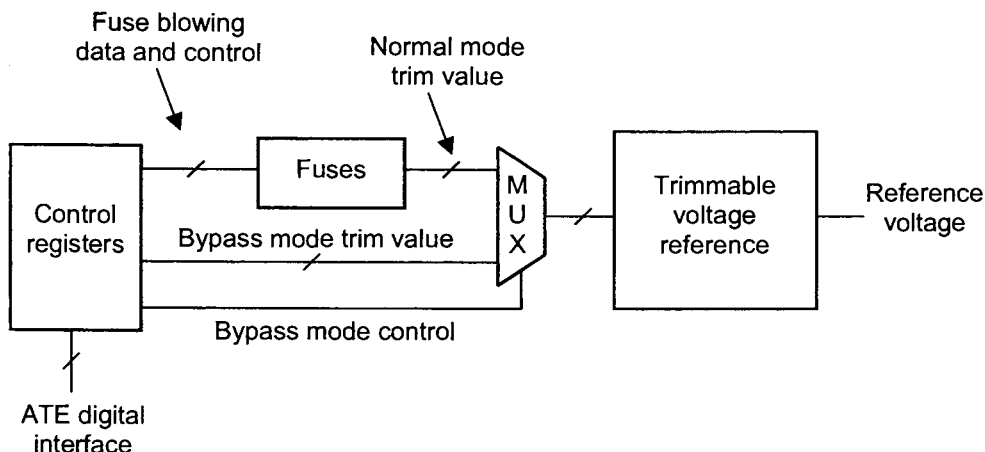 Fuse blowing
data and control
Normal mode
trim value
Fuses
M
U
X
Control
registers
Trimmable
voltage
reference
Reference
voltage
Bypass mode trim value
Bypass mode control
ATE digital
interface